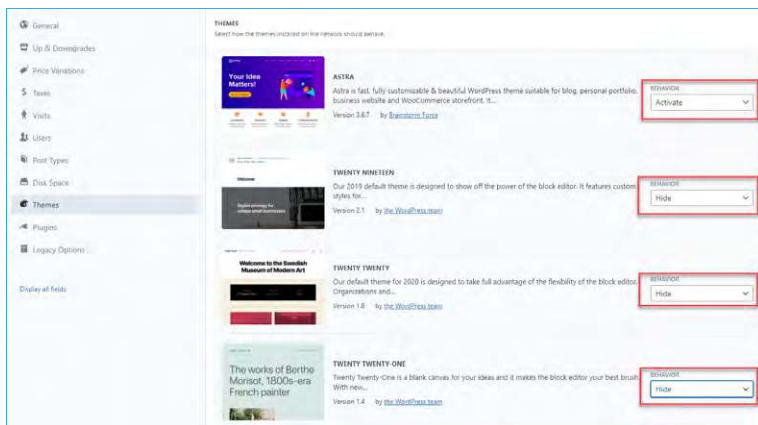 General
Up & Downgrades
Price Variations
Taxes
Visits
Users
Post Types
Disk Space
Themes
Plugins
Legacy Options
Display all fields
THEMES
Select how the themes installed on the network should behave.
Your Idea
Matters!
ASTRA
Astra is fast, fully customizable & beautiful WordPress theme suitable for blog, personal portfolio,
business website and WooCommerce storefront. It...
Version 3.6.7 by Brainstorm Force
BEHAVIOR
Activate
Welcome
TWENTY NINETEEN
Our 2019 default theme is designed to show off the power of the block editor. It features custom
styles for...
Version 2.1 by the WordPress team
BEHAVIOR
Hide
Welcome to the Swedish
Museum of Modern Art
TWENTY TWENTY
Our default theme for 2020 is designed to take full advantage of the flexibility of the block editor.
Organizations and...
Version 1.8 by the WordPress team
BEHAVIOR
Hide
The works of Berthe
Morisot, 1800s-era
French painter
TWENTY TWENTY-ONE
Twenty Twenty-One is a blank canvas for your ideas and it makes the block editor your best brush.
With new...
Version 1.4 by the WordPress team
BEHAVIOR
Hide